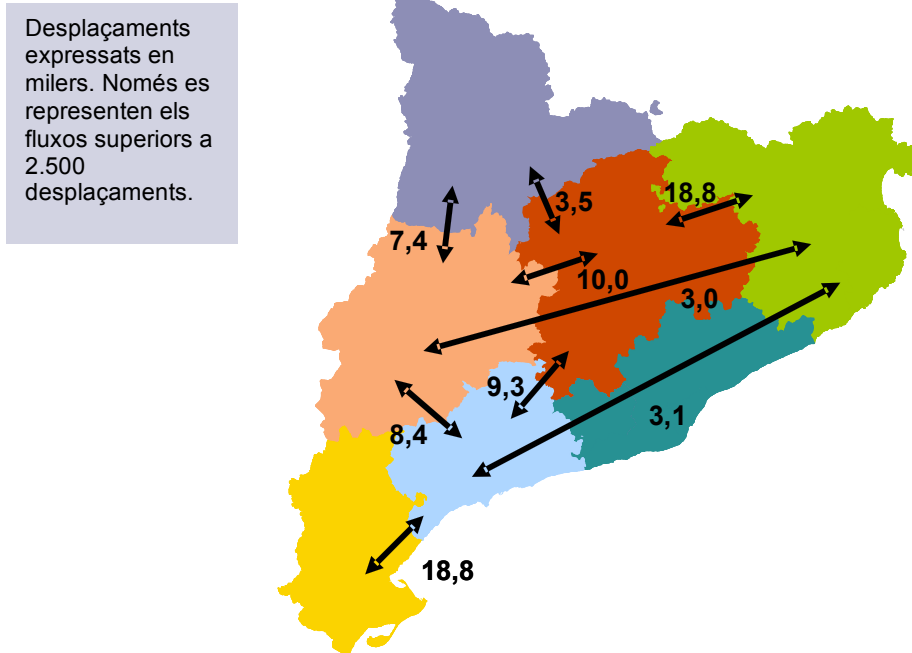 Desplaçaments
expressats en
milers. Només es
representen els
fluxos superiors a
2.500
desplaçaments.
18,8
3,5
7,4
10,0
3,0
9,3
3,1
8,4
18,8